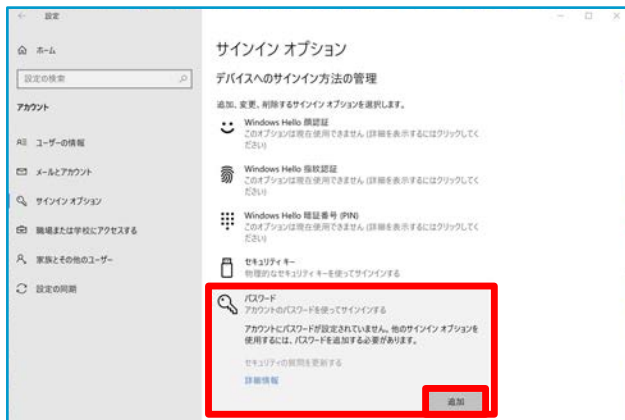 設定
ホーム
設定の検索
アカウント
ユーザーの情報
メールとアカウント
サインイン オプション
職場または学校にアクセスする
家族とその他のユーザー
設定の同期
サインイン オプション
デバイスへのサインイン方法の管理
追加、変更、削除するサインイン オプションを選択します。
Windows Hello 顔認証
このオプションは現在使用できません (詳細を表示するにはクリックしてく
ださい)
Windows Hello 指紋認証
このオプションは現在使用できません (詳細を表示するにはクリックしてく
ださい)
Windows Hello 暗証番号 (PIN)
このオプションは現在使用できません (詳細を表示するにはクリックしてく
ださい)
セキュリティ キー
物理的なセキュリティ キーを使ってサインインする
パスワード
アカウントのパスワードを使ってサインインする
アカウントにパスワードが設定されていません。他のサインイン オプションを
使用するには、パスワードを追加する必要があります。
セキュリティの質問を更新する
詳細情報
追加